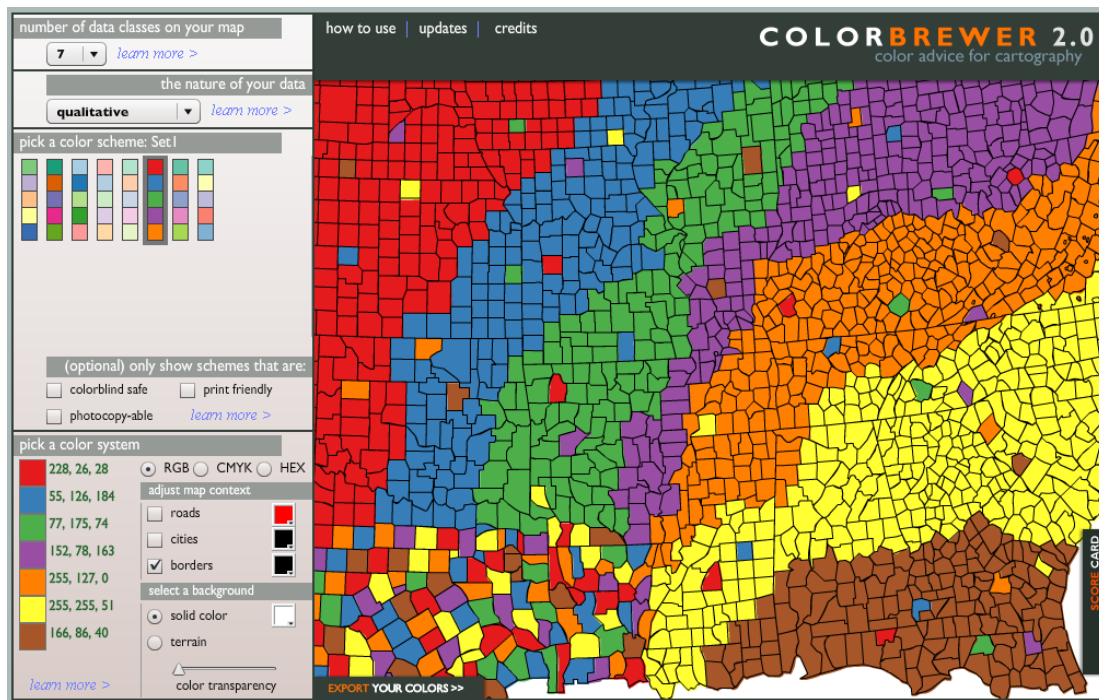 number of data classes on your map
7
learn more >
how to use | updates | credits
COLORBREWER 2.0
color advice for cartography
the nature of your data
qualitative
learn more >
pick a color scheme: Set1
(optional) only show schemes that are:
colorblind safe
print friendly
photocopy-able
learn more >
pick a color system
228, 26, 28
55, 126, 184
77, 175, 74
152, 78, 163
255, 127, 0
255, 255, 51
166, 86, 40
learn more >
RGB
CMYK
HEX
adjust map context
roads
cities
borders
select a background
solid color
terrain
color transparency
EXPORT YOUR COLORS >>
SCORE CARD